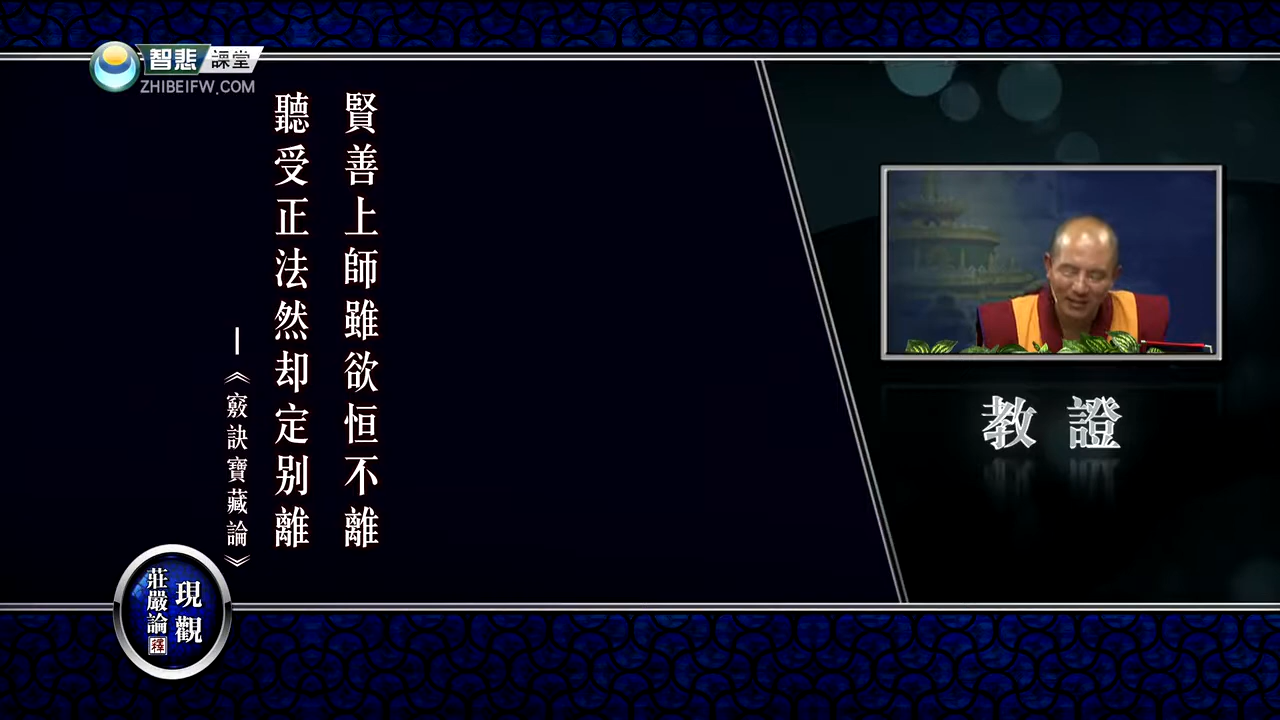 智悲課堂
ZHIBEIFW.COM
賢善上師雖欲恒不離
聽受正法然却定别離
—《竅訣寶藏論》
教證
現觀
莊嚴論釋